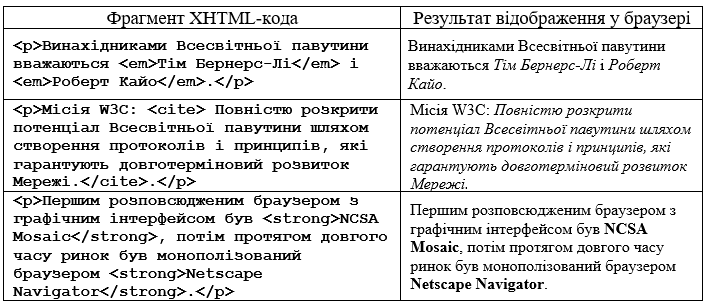 Фрагмент XHTML-кода
Результат відображення у браузері
<p>Винахідниками Всесвітньої павутини
вважаються <em>Тім Бернерс-Лі</em> і
<em>Роберт Кайо</em>.</p>
Винахідниками Всесвітньої павутини
вважаються Тім Бернерс-Лі і Роберт
Кайо.
<p>Місія W3C: <cite> Повністю розкрити
потенціал Всесвітньої павутини шляхом
створення протоколів і принципів, які
гарантують довготерміновий розвиток
Мережі.</cite>.</p>
Місія W3C: Повністю розкрити
потенціал Всесвітньої павутини шляхом
створення протоколів і принципів, які
гарантують довготерміновий розвиток
Мережі.
<p>Першим розповсюдженим браузером з
графічним інтерфейсом був <strong>NCSA
Mosaic</strong>, потім протягом довгого
часу ринок був монополізований
браузером <strong>Netscape
Navigator</strong>.</p>
Першим розповсюдженим браузером з
графічним інтерфейсом був NCSA
Mosaic, потім протягом довгого часу
ринок був монополізований браузером
Netscape Navigator.